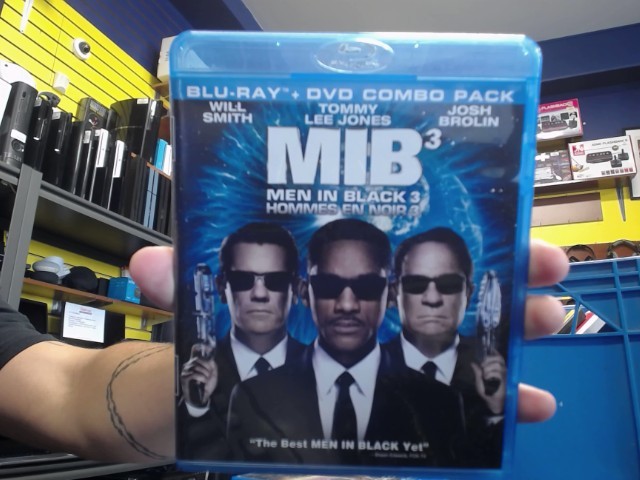 BLU-RAY™ + DVD COMBO PACK
WILL SMITH
TOMMY LEE JONES
JOSH BROLIN
MIB³
MEN IN BLACK 3
HOMMES EN NOIR 3
"The Best MEN IN BLACK Yet"